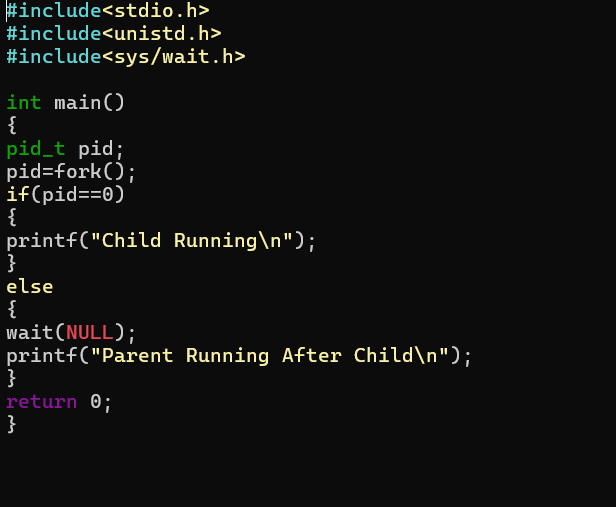 #include<stdio.h>
#include<unistd.h>
#include<sys/wait.h>
int main()
{
pid_t pid;
pid=fork();
if(pid==0)
{
printf("Child Running\n");
}
else
{
wait(NULL);
printf("Parent Running After Child\n");
}
return 0;
}